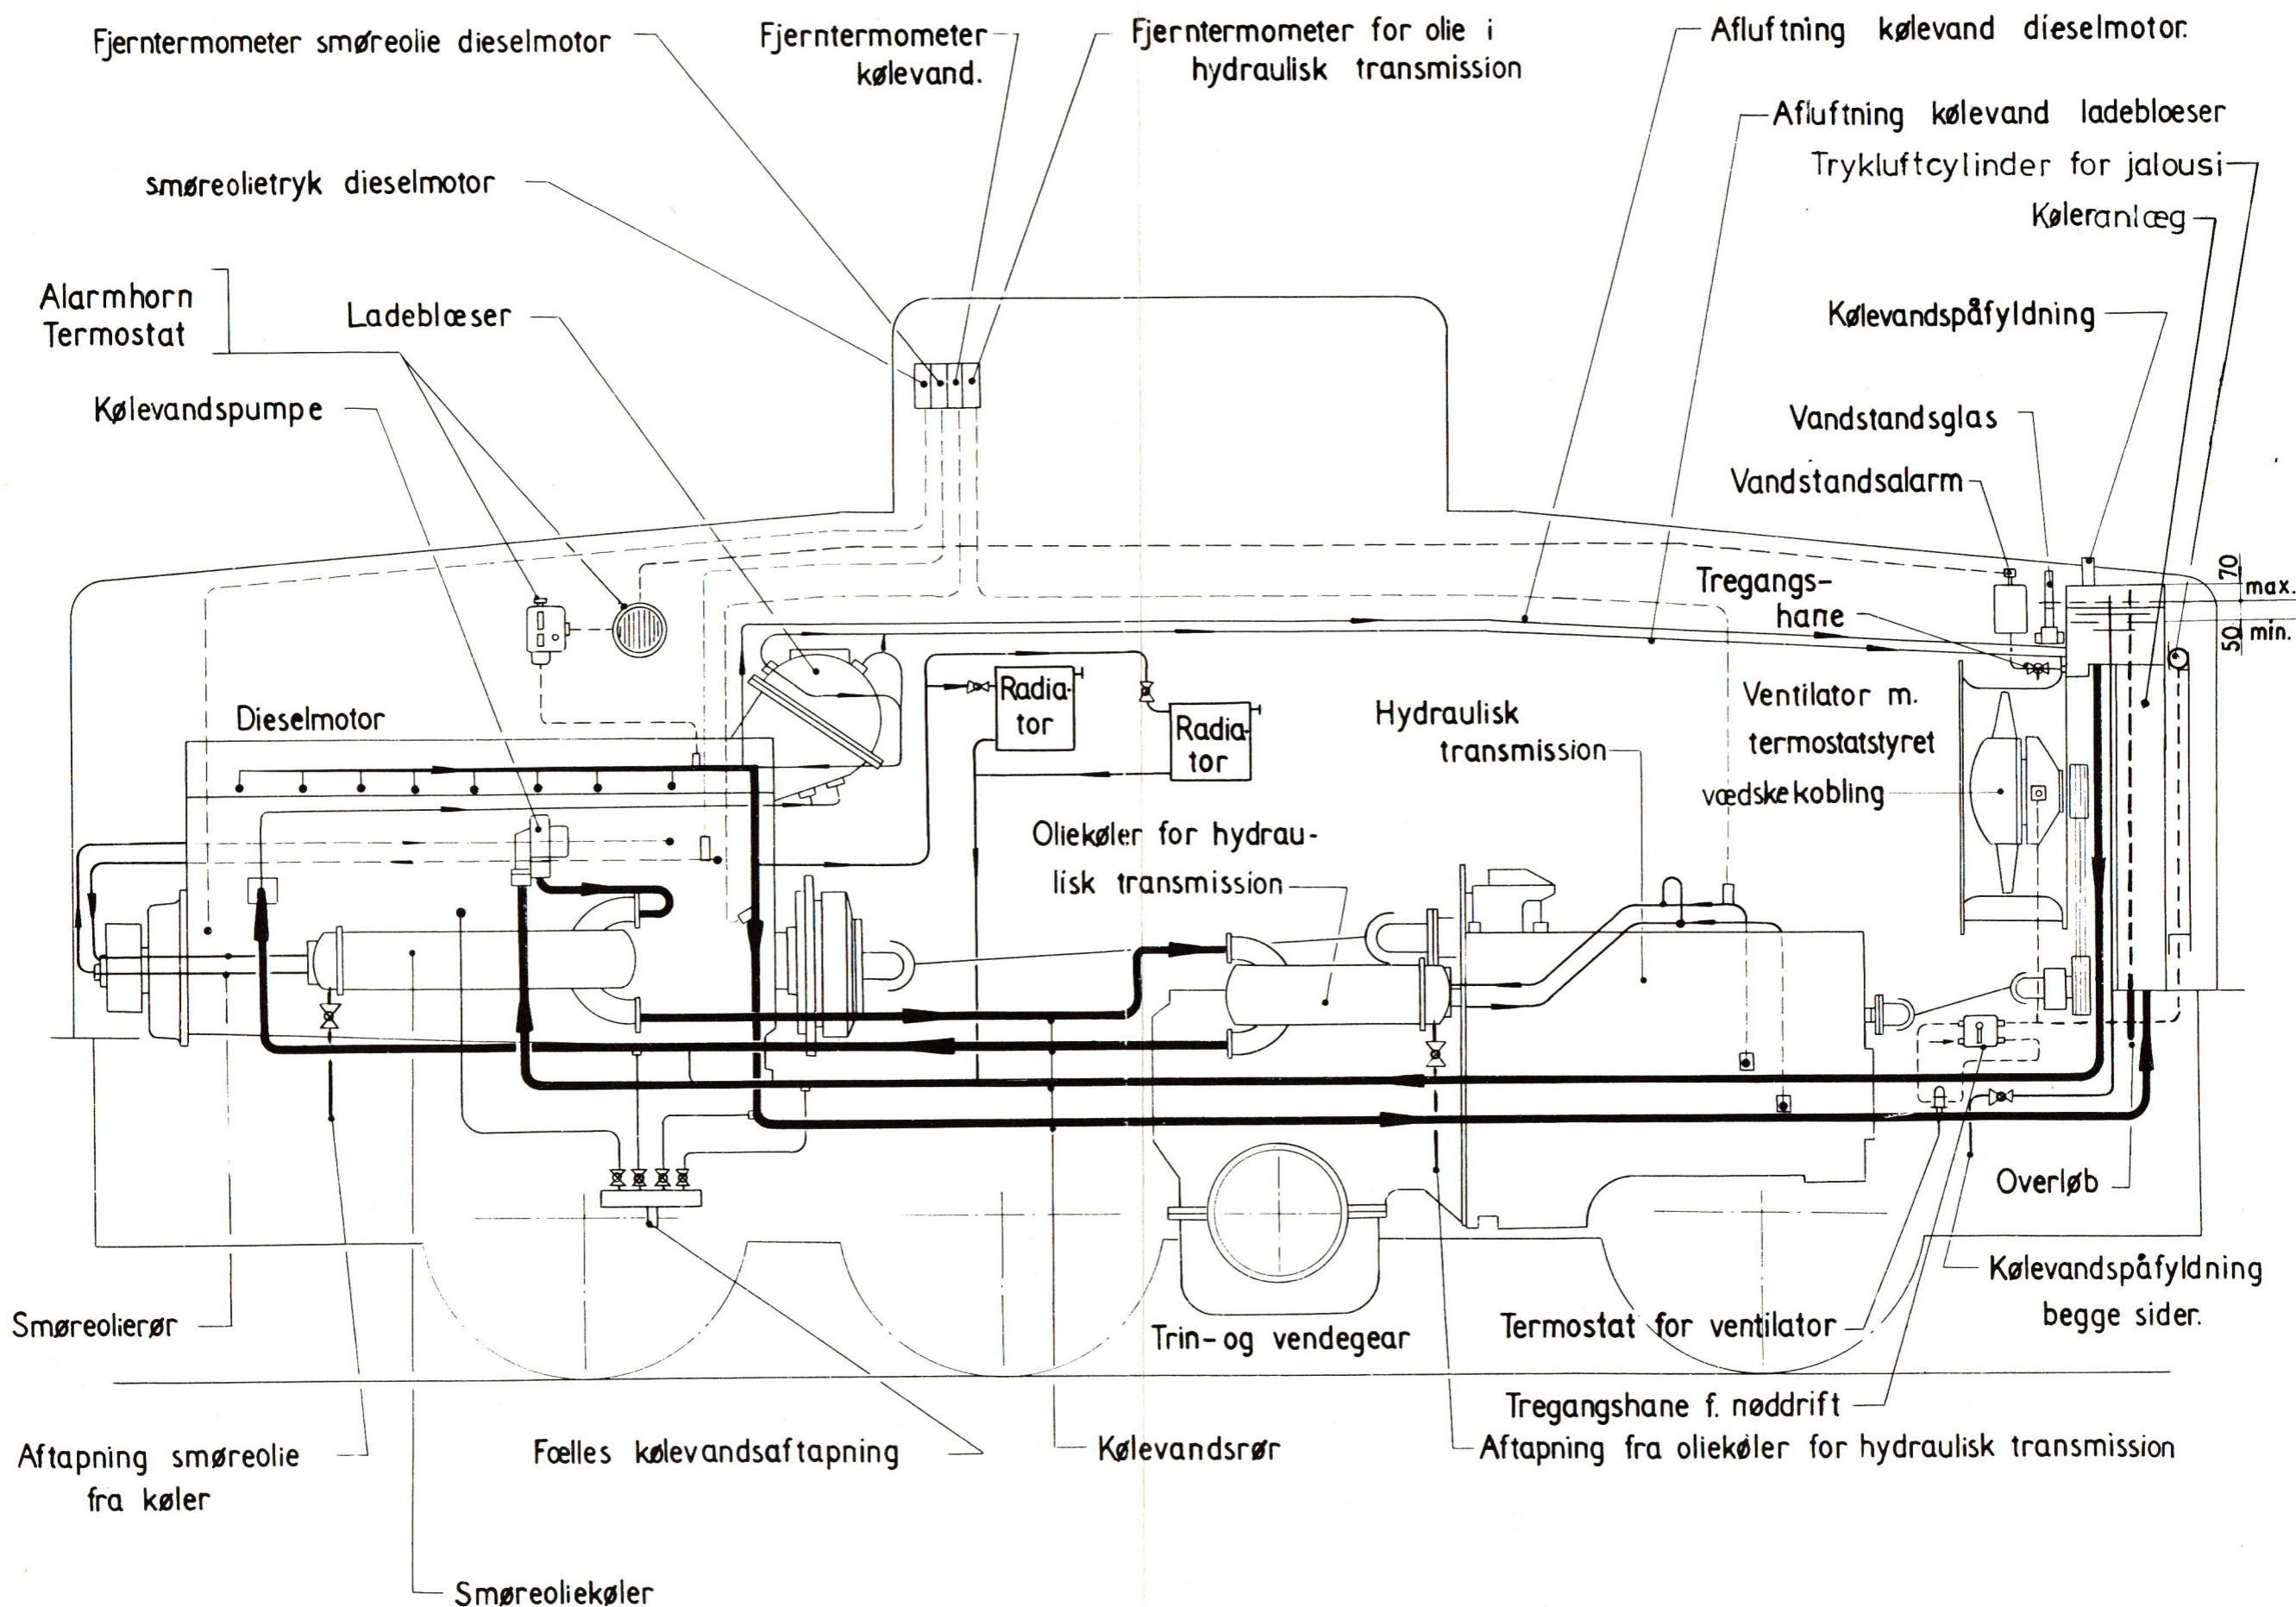 Fjerntermometer smøreolie dieselmotor
Fjerntermometer
kølevand.
Fjerntermometer for olie i
hydraulisk transmission
Afluftning kølevand dieselmotor.
Afluftning kølevand ladeblæser
Trykluftcylinder for jalousi
Køleranlæg
smøreolietryk dieselmotor
Alarmhorn
Termostat
Ladeblæser
Kølevandspumpe
Kølevandspåfyldning
Vandstandsglas
Vandstandsalarm
Tregangs-
hane
70
max.
50
min.
Dieselmotor
Radia-
tor
Radia-
tor
Hydraulisk
transmission
Ventilator m.
termostatstyret
vædskekobling
Oliekøler for hydrau-
lisk transmission
Overløb
Kølevandspåfyldning
begge sider.
Smøreolierør
Trin- og vendegear
Termostat for ventilator
Tregangshane f. nøddrift
Aftapning smøreolie
fra køler
Fælles kølevandsaftapning
Kølevandsrør
Aftapning fra oliekøler for hydraulisk transmission
Smøreoliekøler